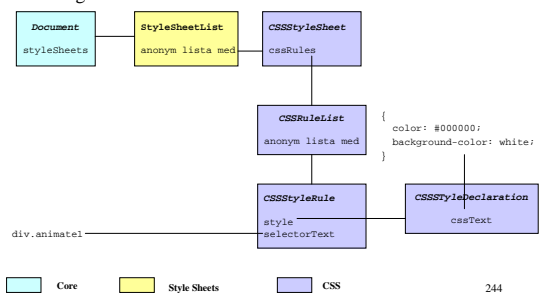 Document
styleSheets
StyleSheetList
anonym lista med
CSSStyleSheet
cssRules
CSSRuleList
anonym lista med
{
color: #000000;
background-color: white;
}
CSSStyleRule
style
selectorText
CSSSTyleDeclaration
cssText
div.animate1
Core
Style Sheets
CSS
244